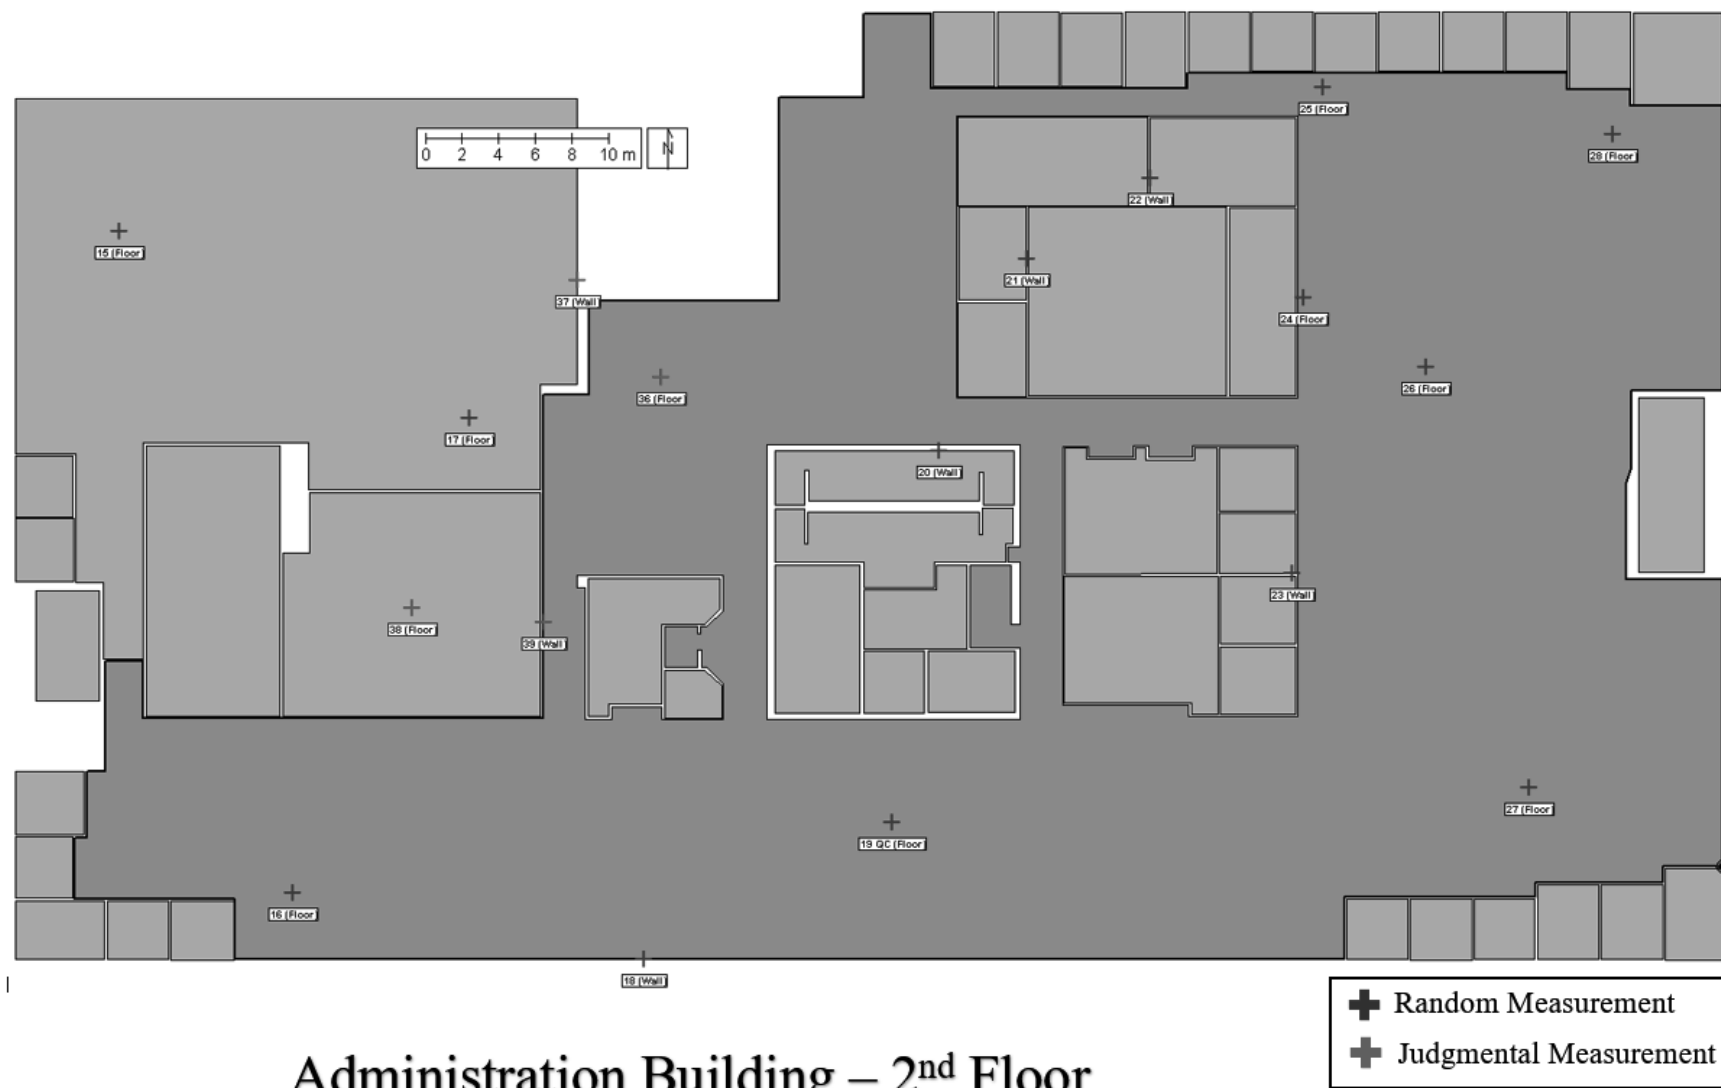 25 (Floor)
0 2 4 6 8 10 m
N
28 (Floor)
22 (Wall)
15 (Floor)
21 (Wall)
37 (Wall)
24 (Floor)
26 (Floor)
36 (Floor)
17 (Floor)
20 (Wall)
23 (Wall)
38 (Floor)
39 (Wall)
27 (Floor)
19 QC (Floor)
16 (Floor)
18 (Wall)
Random Measurement
Judgmental Measurement
Administration Building – 2nd Floor